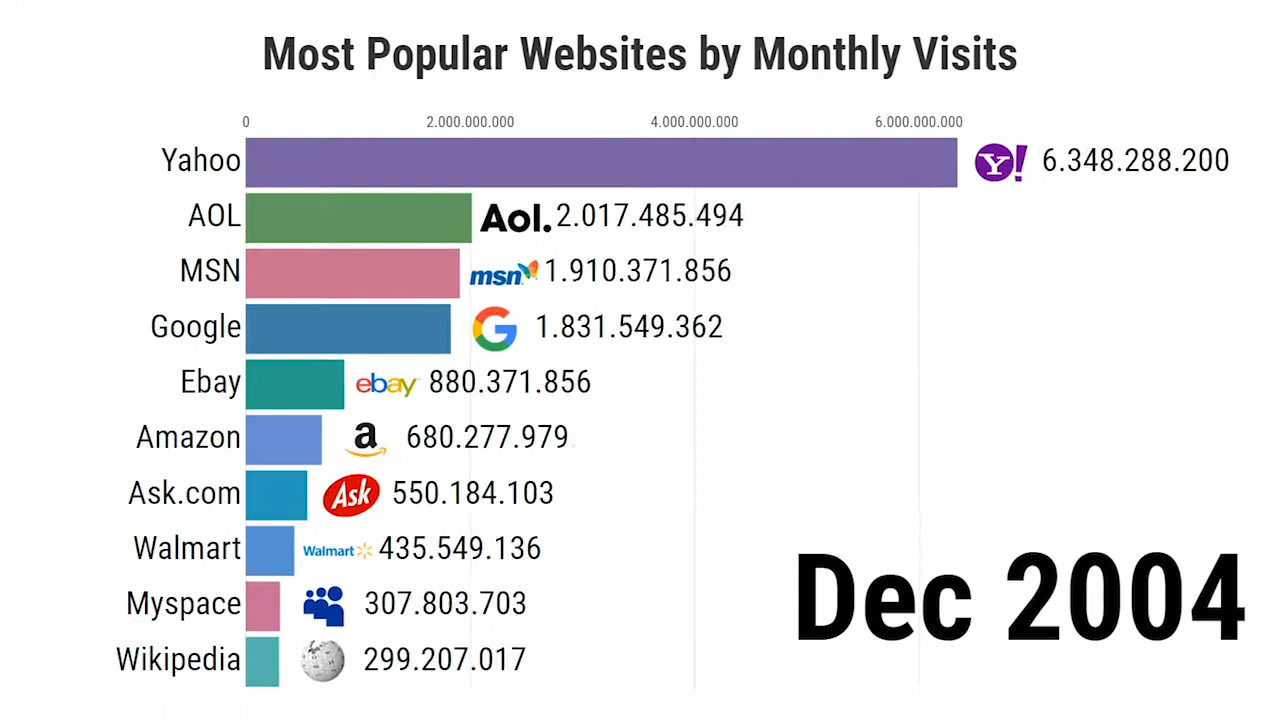 Most Popular Websites by Monthly Visits
0 2.000.000.000 4.000.000.000 6.000.000.000
Yahoo Y! 6.348.288.200
AOL Aol. 2.017.485.494
MSN msn 1.910.371.856
Google G 1.831.549.362
Ebay ebay 880.371.856
Amazon a 680.277.979
Ask.com Ask 550.184.103
Walmart Walmart 435.549.136
Myspace 307.803.703
Wikipedia 299.207.017
Dec 2004